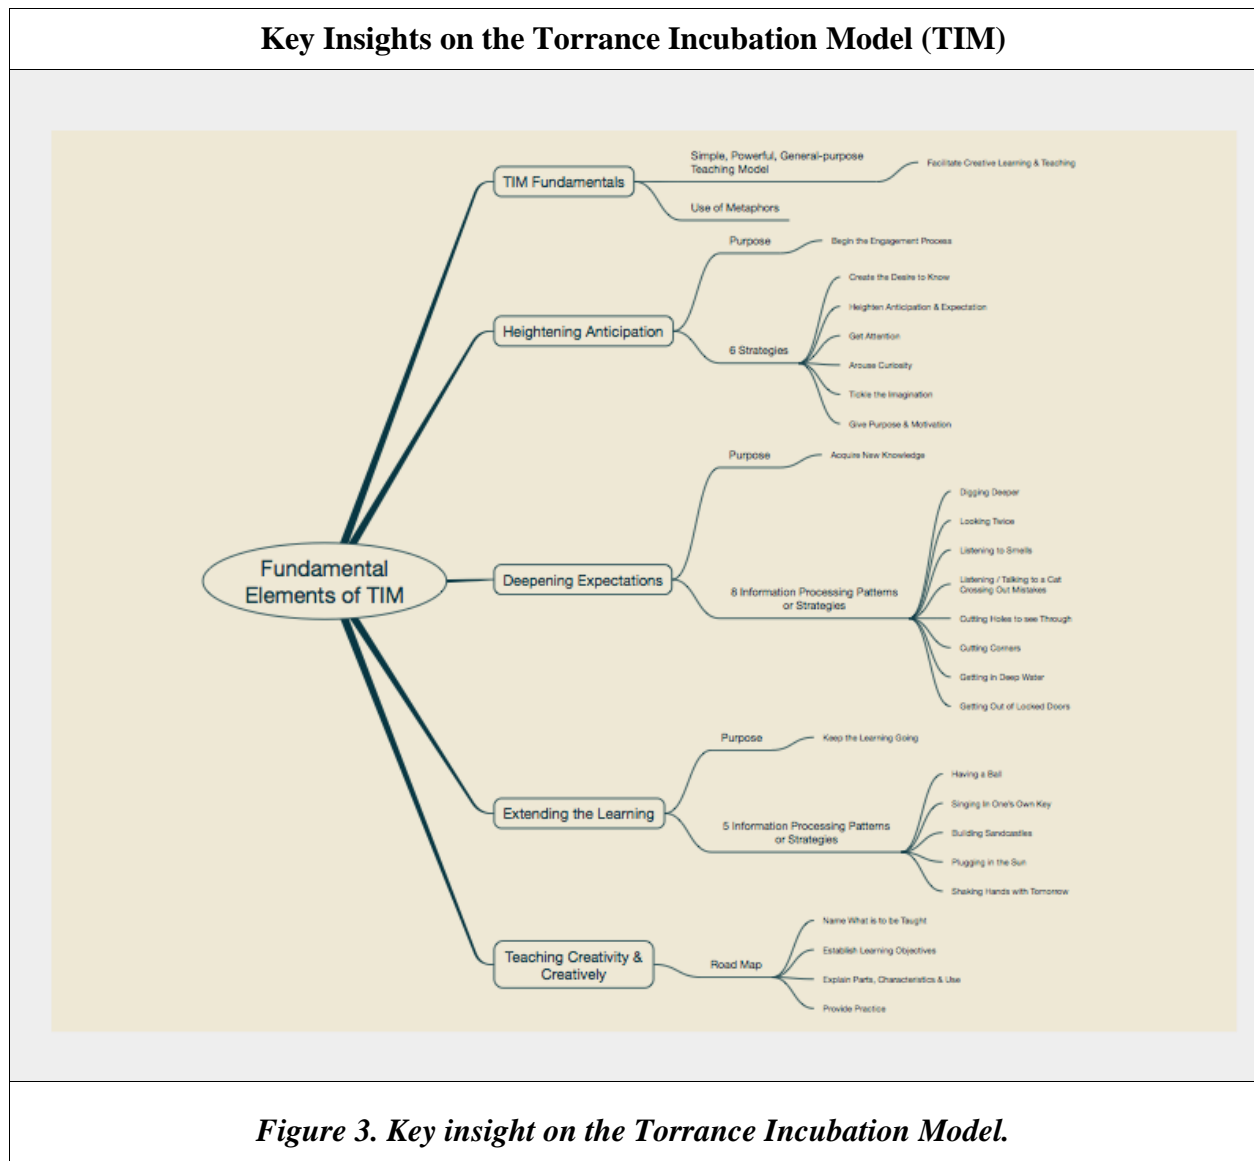 Key Insights on the Torrance Incubation Model (TIM)
Fundamental
Elements of TIM
TIM Fundamentals
Simple, Powerful, General-purpose
Teaching Model
Facilitate Creative Learning & Teaching
Use of Metaphors
Heightening Anticipation
Purpose
Begin the Engagement Process
6 Strategies
Create the Desire to Know
Heighten Anticipation & Expectation
Get Attention
Arouse Curiosity
Tickle the Imagination
Give Purpose & Motivation
Deepening Expectations
Purpose
Acquire New Knowledge
8 Information Processing Patterns
or Strategies
Digging Deeper
Looking Twice
Listening to Smells
Listening / Talking to a Cat
Crossing Out Mistakes
Cutting Holes to see Through
Cutting Corners
Getting in Deep Water
Getting Out of Locked Doors
Extending the Learning
Purpose
Keep the Learning Going
5 Information Processing Patterns
or Strategies
Having a Ball
Singing In One's Own Key
Building Sandcastles
Plugging in the Sun
Shaking Hands with Tomorrow
Teaching Creativity &
Creatively
Road Map
Name What is to be Taught
Establish Learning Objectives
Explain Parts, Characteristics & Use
Provide Practice
Figure 3. Key insight on the Torrance Incubation Model.